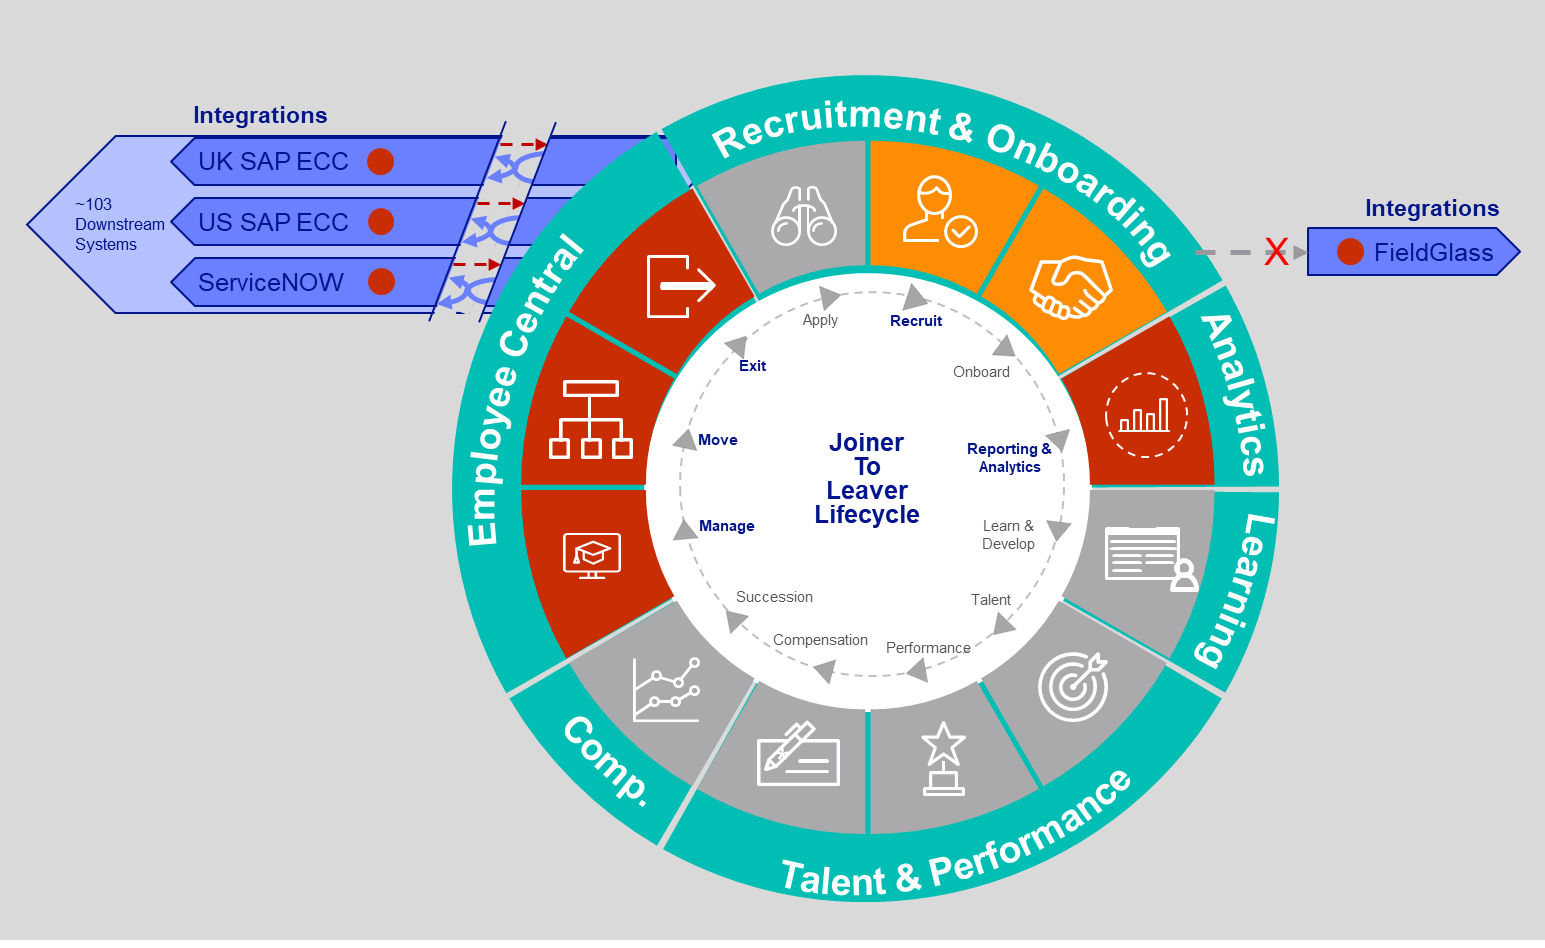 Recruitment & Onboarding
Integrations
UK SAP ECC
~103
Downstream
Systems
US SAP ECC
ServiceNOW
Integrations
FieldGlass
X
Employee Central
Analytics
Learning
Comp.
Talent & Performance
Apply
Recruit
Exit
Onboard
Move
Reporting &
Analytics
Joiner
To
Leaver
Lifecycle
Manage
Learn &
Develop
Succession
Talent
Compensation
Performance